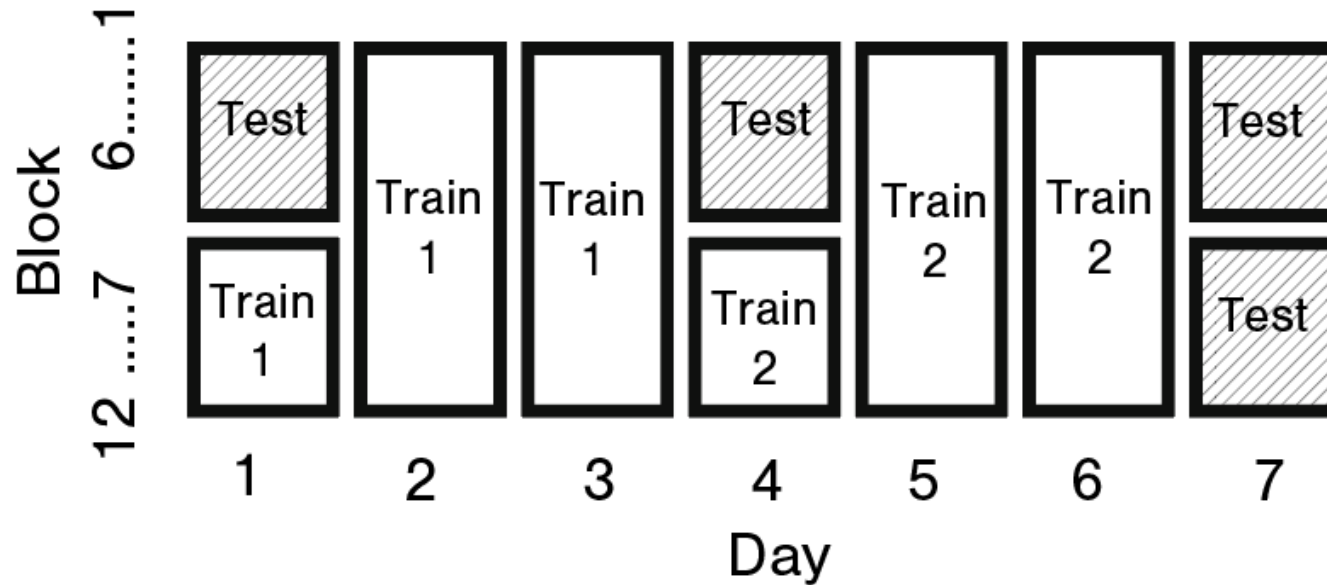 Block
1
6........
7
12 ......
Test
Train
1
Train
1
Train
1
Test
Train
2
Train
2
Train
2
Test
Test
1 2 3 4 5 6 7
Day